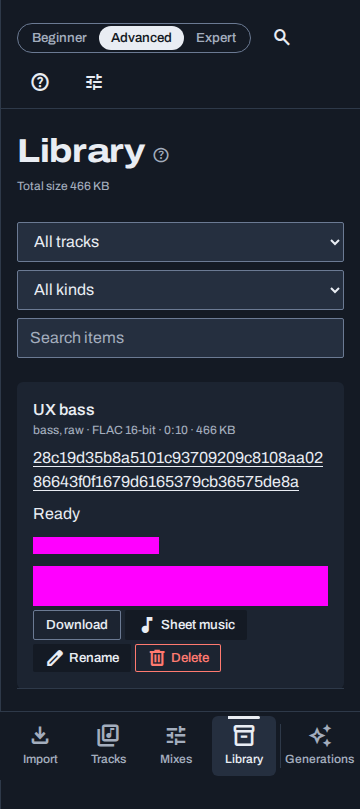 Beginner Advanced Expert
Library
Total size 466 KB
All tracks
All kinds
Search items
UX bass
bass, raw · FLAC 16-bit · 0:10 · 466 KB
28c19d35b8a5101c93709209c8108aa02
86643f0f1679d6165379cb36575de8a
Ready
Download Sheet music
Rename Delete
Import Tracks Mixes Library Generations